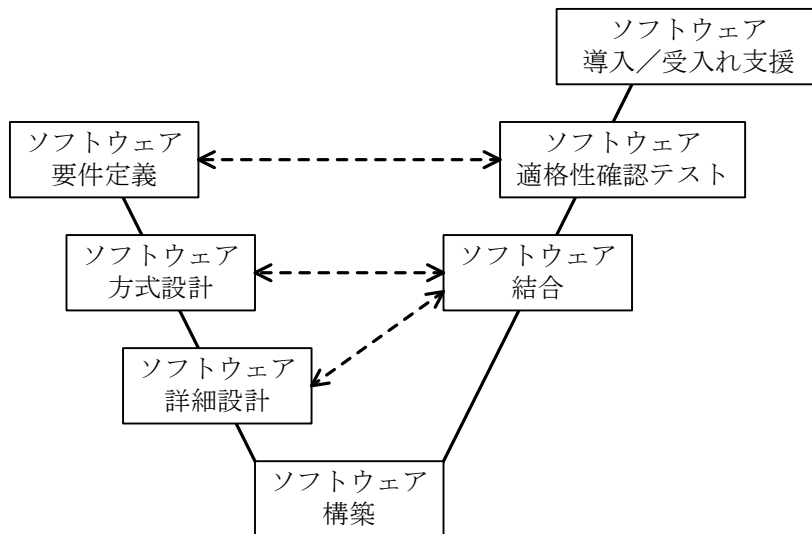 ソフトウェア
導入／受入れ支援
ソフトウェア
要件定義
ソフトウェア
適格性確認テスト
ソフトウェア
方式設計
ソフトウェア
結合
ソフトウェア
詳細設計
ソフトウェア
構築